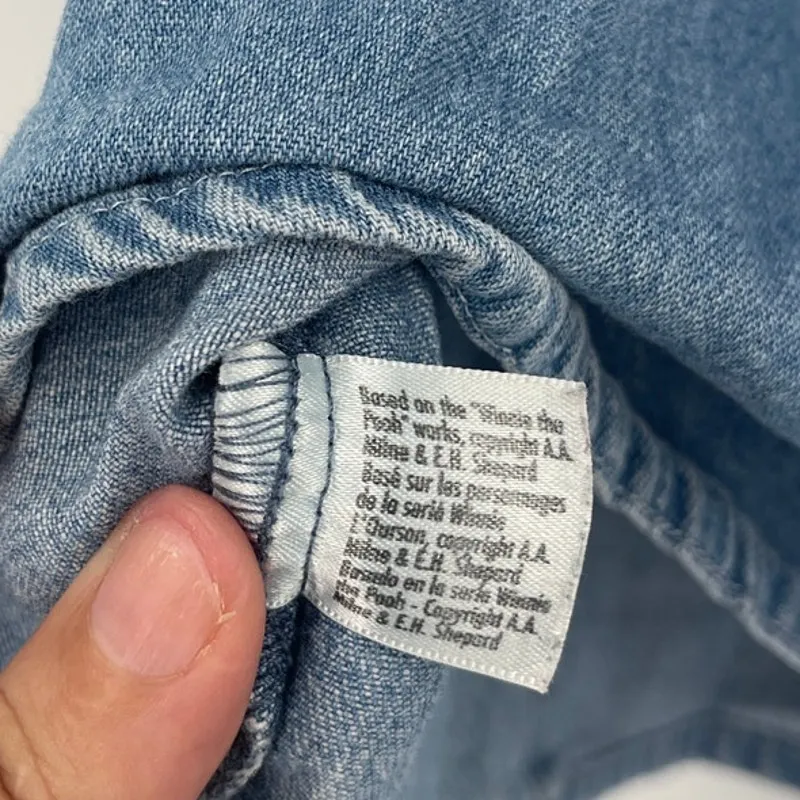 Based on the "Winnie the
Pooh" works, copyright A.A.
Milne & E.H. Shepard
Basé sur les personnages
de la serié Winnie
L'Ourson, copyright A.A.
Milne & E.H. Shepard
Basado en la serie Winnie
the Pooh - Copyright A.A.
Milne & E.H. Shepard